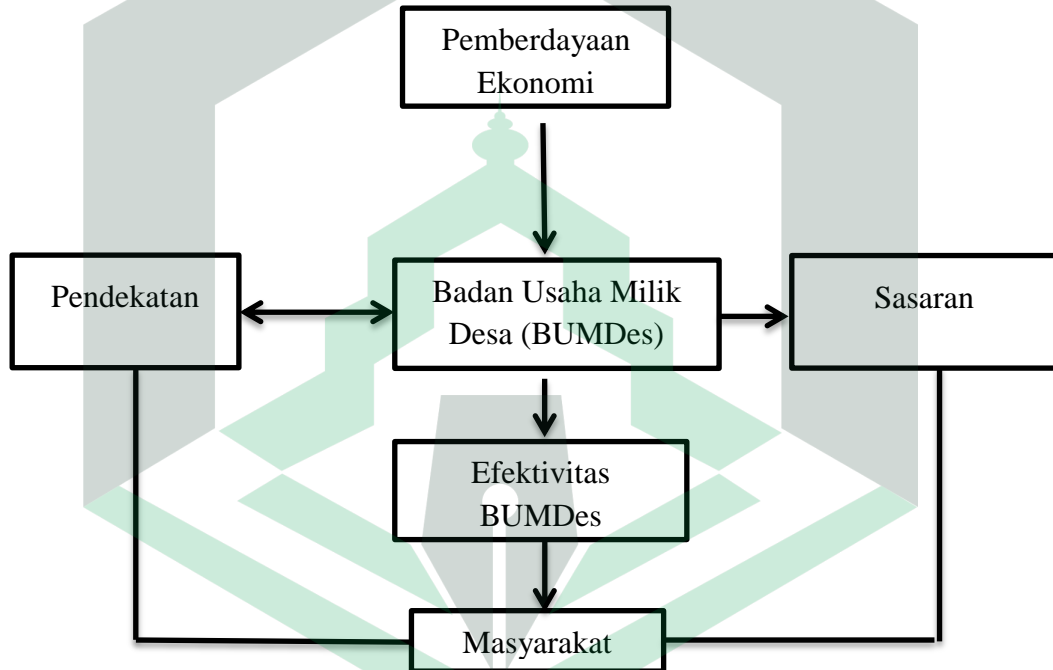 Pemberdayaan
Ekonomi
Pendekatan
Badan Usaha Milik
Desa (BUMDes)
Sasaran
Efektivitas
BUMDes
Masyarakat